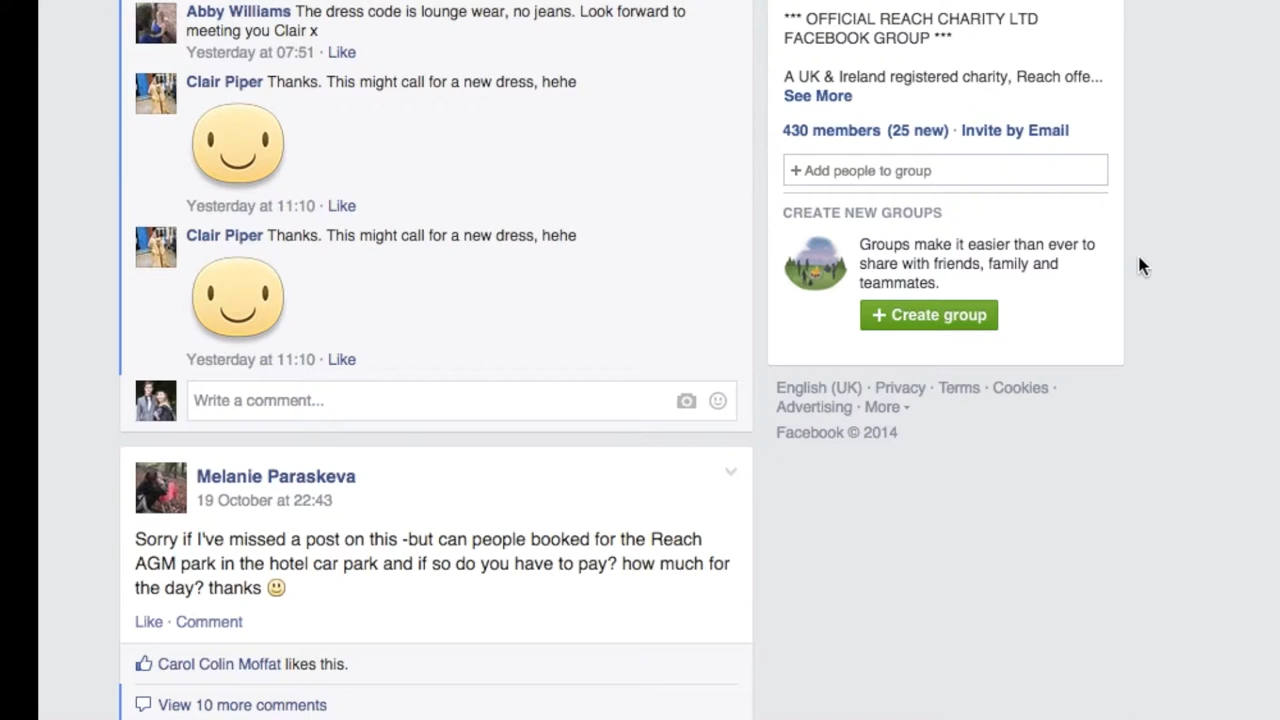 Abby Williams The dress code is lounge wear, no jeans. Look forward to
meeting you Clair x
Yesterday at 07:51 · Like
Clair Piper Thanks. This might call for a new dress, hehe
Yesterday at 11:10 · Like
Clair Piper Thanks. This might call for a new dress, hehe
Yesterday at 11:10 · Like
Write a comment...
Melanie Paraskeva
19 October at 22:43
Sorry if I've missed a post on this -but can people booked for the Reach
AGM park in the hotel car park and if so do you have to pay? how much for
the day? thanks
Like · Comment
Carol Colin Moffat likes this.
View 10 more comments
*** OFFICIAL REACH CHARITY LTD
FACEBOOK GROUP ***
A UK & Ireland registered charity, Reach offe...
See More
430 members (25 new) · Invite by Email
+ Add people to group
CREATE NEW GROUPS
Groups make it easier than ever to
share with friends, family and
teammates.
+ Create group
English (UK) · Privacy · Terms · Cookies ·
Advertising · More
Facebook © 2014